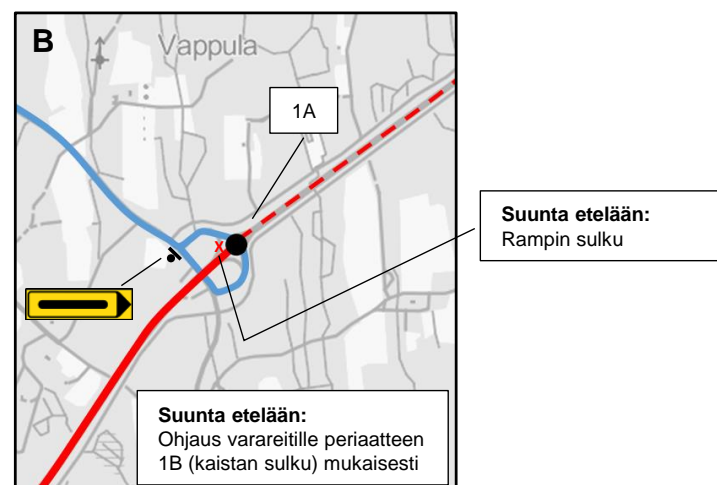 B
Vappula
1A
x
Suunta etelään:
Rampin sulku
Suunta etelään:
Ohjaus varareitille periaatteen
1B (kaistan sulku) mukaisesti